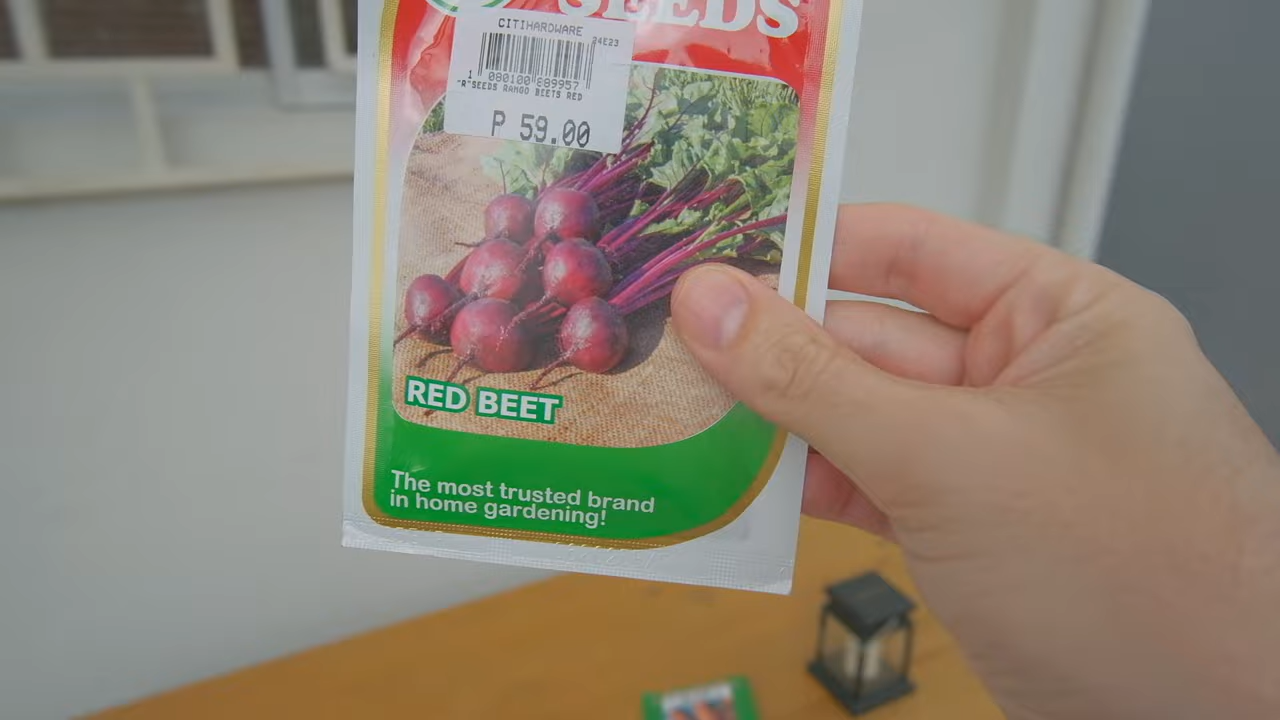 SEEDS
CITIHARDWARE
24E23
1 080100 889957
"R"SEEDS RAMGO BEETS RED
P 59.00
RED BEET
The most trusted brand
in home gardening!